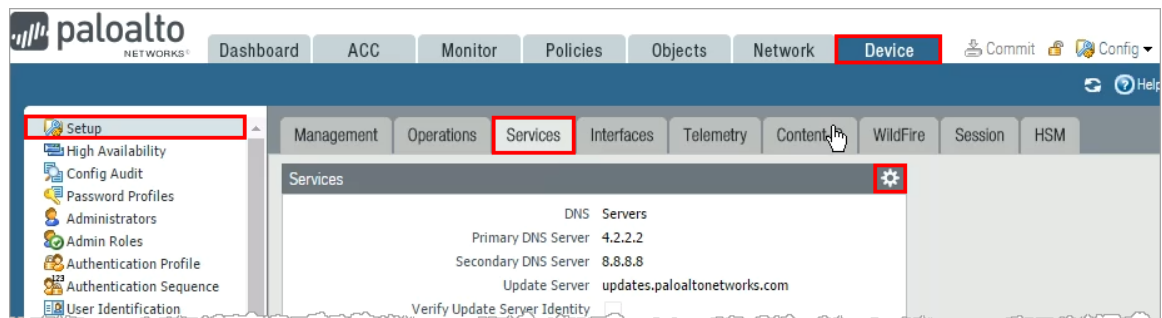 paloalto
NETWORKS®
Dashboard ACC Monitor Policies Objects Network Device Commit Config
Help
Setup
High Availability
Config Audit
Password Profiles
Administrators
Admin Roles
Authentication Profile
Authentication Sequence
User Identification
Management Operations Services Interfaces Telemetry Content WildFire Session HSM
Services
DNS Servers
Primary DNS Server 4.2.2.2
Secondary DNS Server 8.8.8.8
Update Server updates.paloaltonetworks.com
Verify Update Server Identity